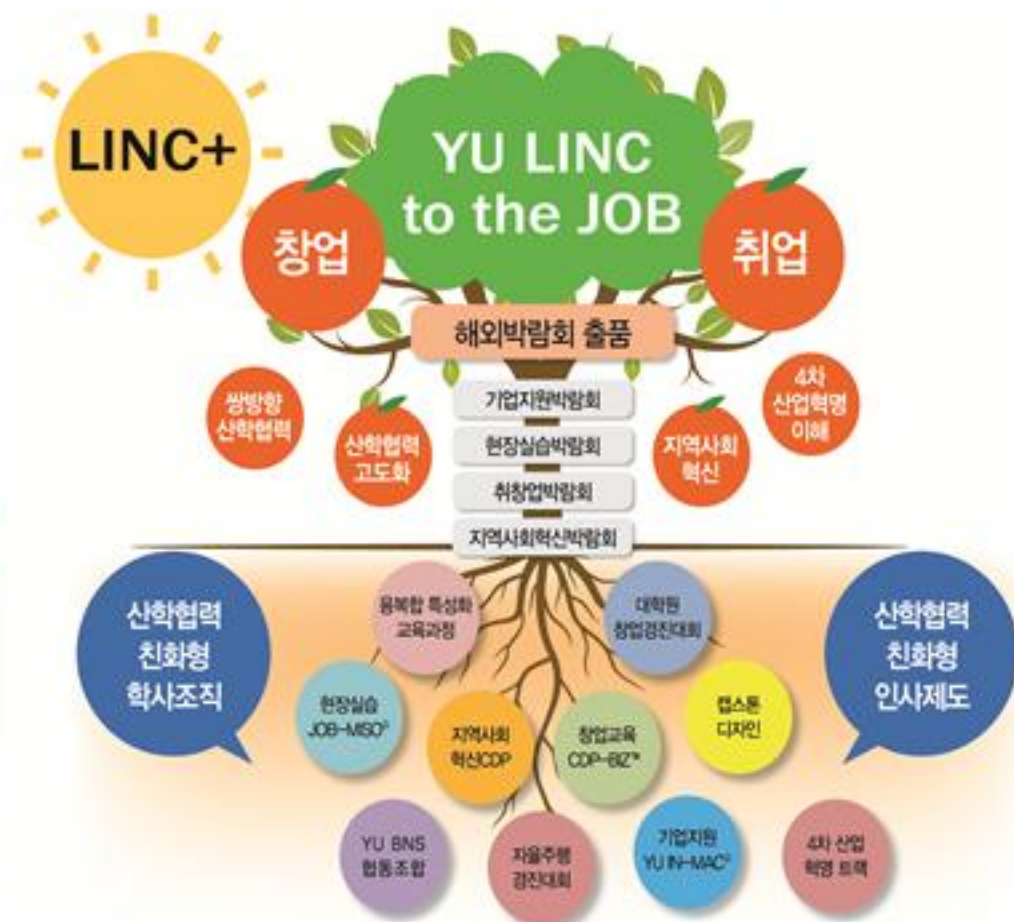 LINC+
YU LINC
to the JOB
창업
취업
해외박람회 출품
쌍방향
산학협력
산학협력
고도화
기업지원박람회
현장실습박람회
취창업박람회
지역사회혁신박람회
지역사회
혁신
4차
산업혁명
이해
산학협력
친화형
학사조직
융복합 특성화
교육과정
대학원
창업경진대회
산학협력
친화형
인사제도
현장실습
JOB-MISO
지역사회
혁신CDP
창업교육
CDP-BIZ™
캡스톤
디자인
YU BNS
협동조합
자율주행
경진대회
기업지원
YU IN-MAC
4차 산업
혁명 트랙